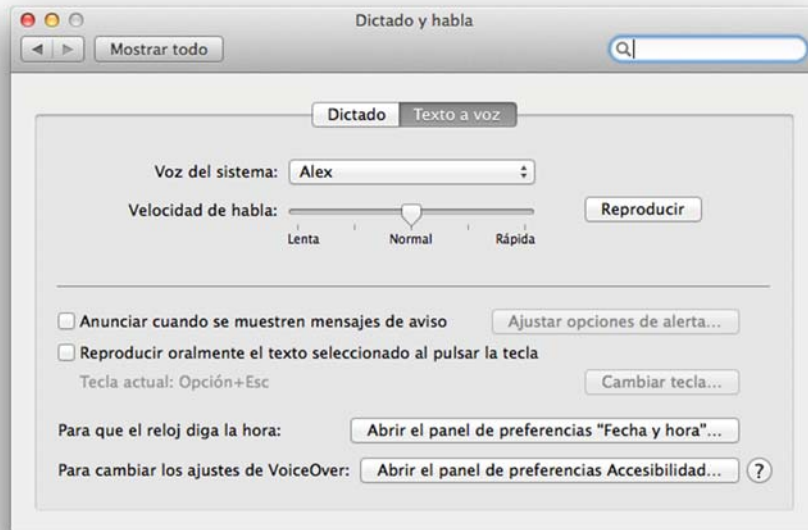 Dictado y habla
Mostrar todo
Dictado Texto a voz
Voz del sistema: Alex
Velocidad de habla: Reproducir
Lenta Normal Rápida
Anunciar cuando se muestren mensajes de aviso Ajustar opciones de alerta...
Reproducir oralmente el texto seleccionado al pulsar la tecla
Tecla actual: Opción+Esc Cambiar tecla...
Para que el reloj diga la hora: Abrir el panel de preferencias "Fecha y hora"...
Para cambiar los ajustes de VoiceOver: Abrir el panel de preferencias Accesibilidad... ?